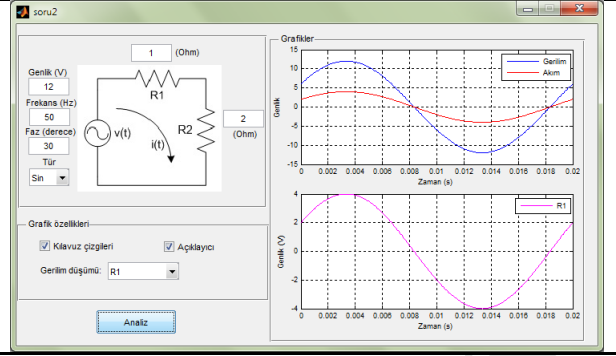 soru2
1 (Ohm)
Genlik (V)
12
Frekans (Hz)
50
Faz (derece)
30
Tür
Sin
R1
v(t)
i(t)
R2
2
(Ohm)
Grafik özellikleri
Kılavuz çizgileri
Açıklayıcı
Gerilim düşümü:
R1
Analiz
Grafikler
15
10
5
0
-5
-10
-15
Genlik
Gerilim
Akım
0 0.002 0.004 0.006 0.008 0.01 0.012 0.014 0.016 0.018 0.02
Zaman (s)
4
2
0
-2
-4
Genlik (V)
R1
0 0.002 0.004 0.006 0.008 0.01 0.012 0.014 0.016 0.018 0.02
Zaman (s)